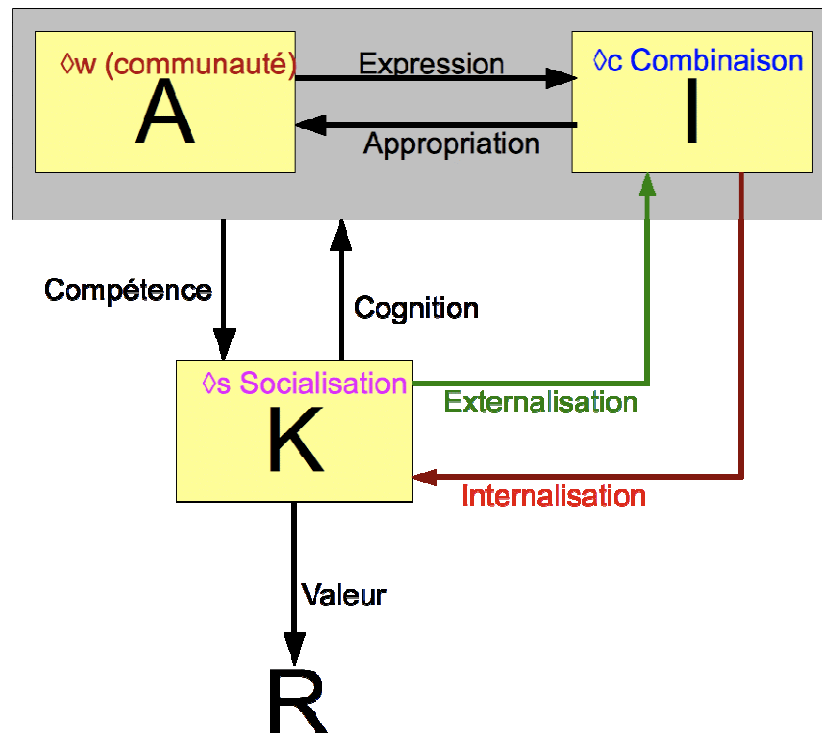 ◊w (communauté)
A
Expression
Appropriation
◊c Combinaison
I
Compétence
Cognition
◊s Socialisation
K
Externalisation
Internalisation
Valeur
R